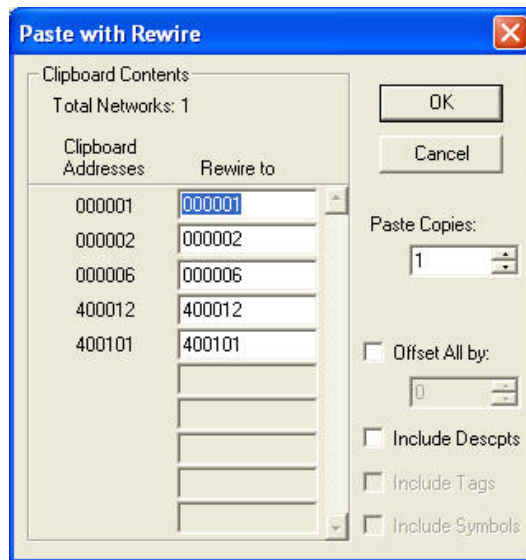 Paste with Rewire
Clipboard Contents
Total Networks: 1
Clipboard
Addresses Rewire to
000001 000001
000002 000002
000006 000006
400012 400012
400101 400101
OK
Cancel
Paste Copies:
1
Offset All by:
0
Include Descpts
Include Tags
Include Symbols